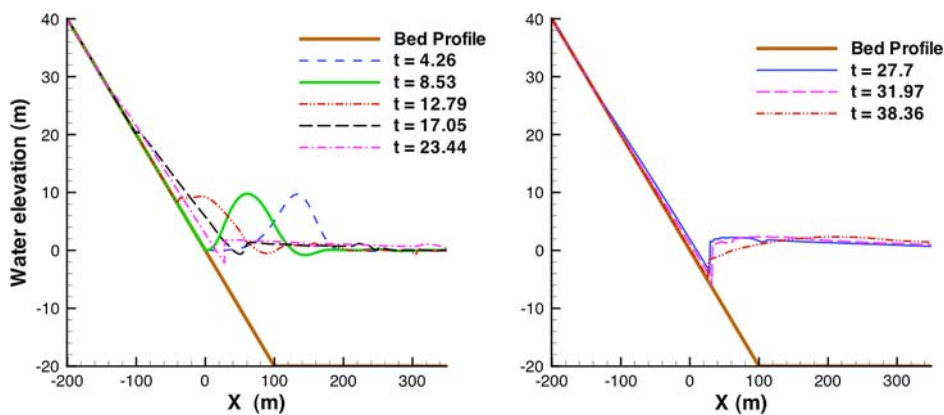 Water elevation (m)
40
30
20
10
0
-10
-20
-200
-100
0
100
200
300
X (m)
Bed Profile
t = 4.26
t = 8.53
t = 12.79
t = 17.05
t = 23.44
40
30
20
10
0
-10
-20
-200
-100
0
100
200
300
X (m)
Bed Profile
t = 27.7
t = 31.97
t = 38.36